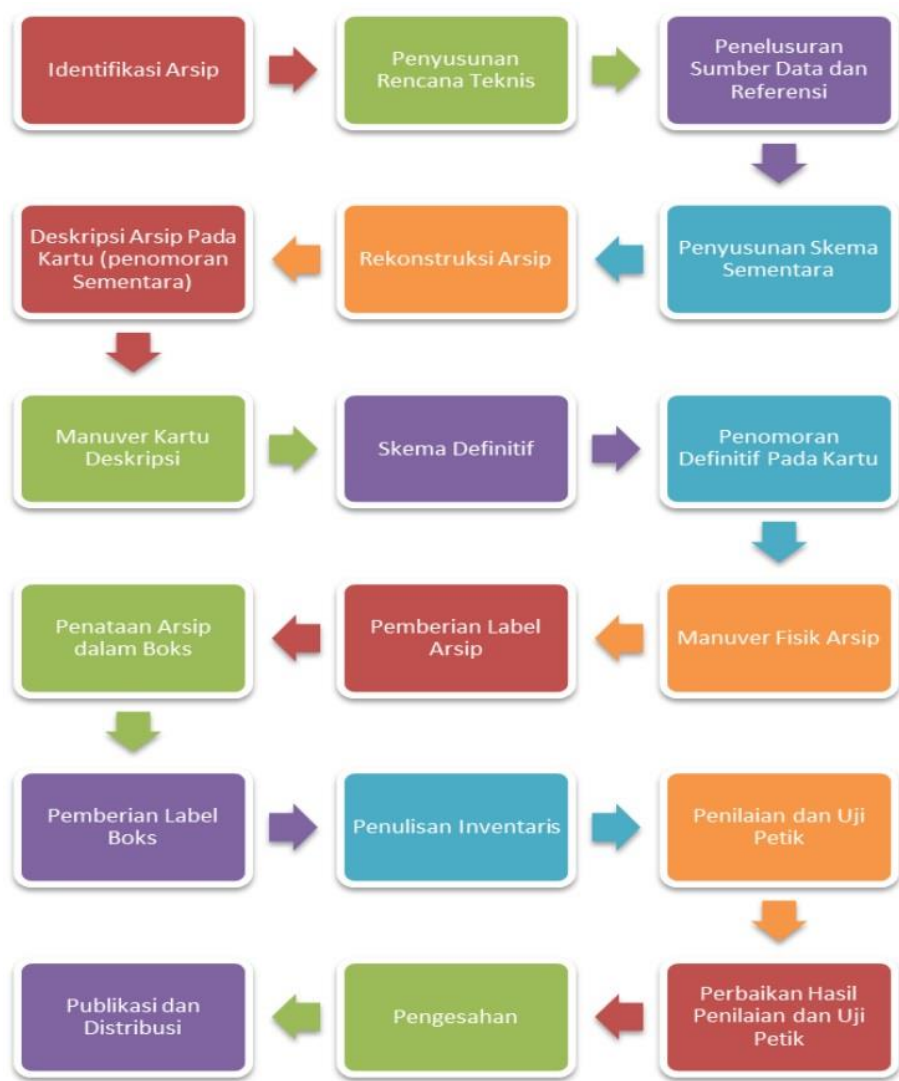 Identifikasi Arsip
Penyusunan
Rencana Teknis
Penelusuran
Sumber Data dan
Referensi
Penyusunan Skema
Sementara
Rekonstruksi Arsip
Deskripsi Arsip Pada
Kartu (penomoran
Sementara)
Manuver Kartu
Deskripsi
Skema Definitif
Penomoran
Definitif Pada Kartu
Manuver Fisik Arsip
Pemberian Label
Arsip
Penataan Arsip
dalam Boks
Pemberian Label
Boks
Penulisan Inventaris
Penilaian dan Uji
Petik
Perbaikan Hasil
Penilaian dan Uji
Petik
Pengesahan
Publikasi dan
Distribusi